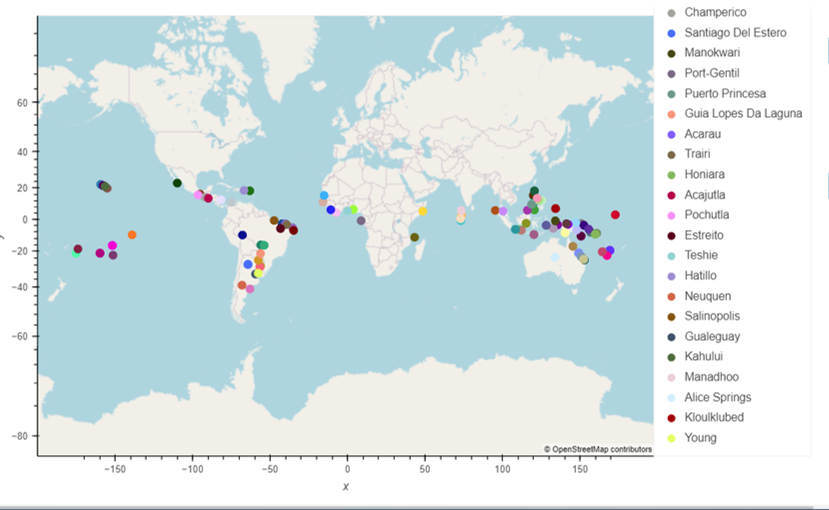 Champerico
Santiago Del Estero
Manokwari
Port-Gentil
Puerto Princesa
Guia Lopes Da Laguna
Acarau
Trairi
Honiara
Acajutla
Pochutla
Estreito
Teshie
Hatillo
Neuquen
Salinopolis
Gualeguay
Kahului
Manadhoo
Alice Springs
Kloulklubed
Young
60
40
20
0
−20
−40
−60
−80
y
© OpenStreetMap contributors
−150 −100 −50 0 50 100 150
x